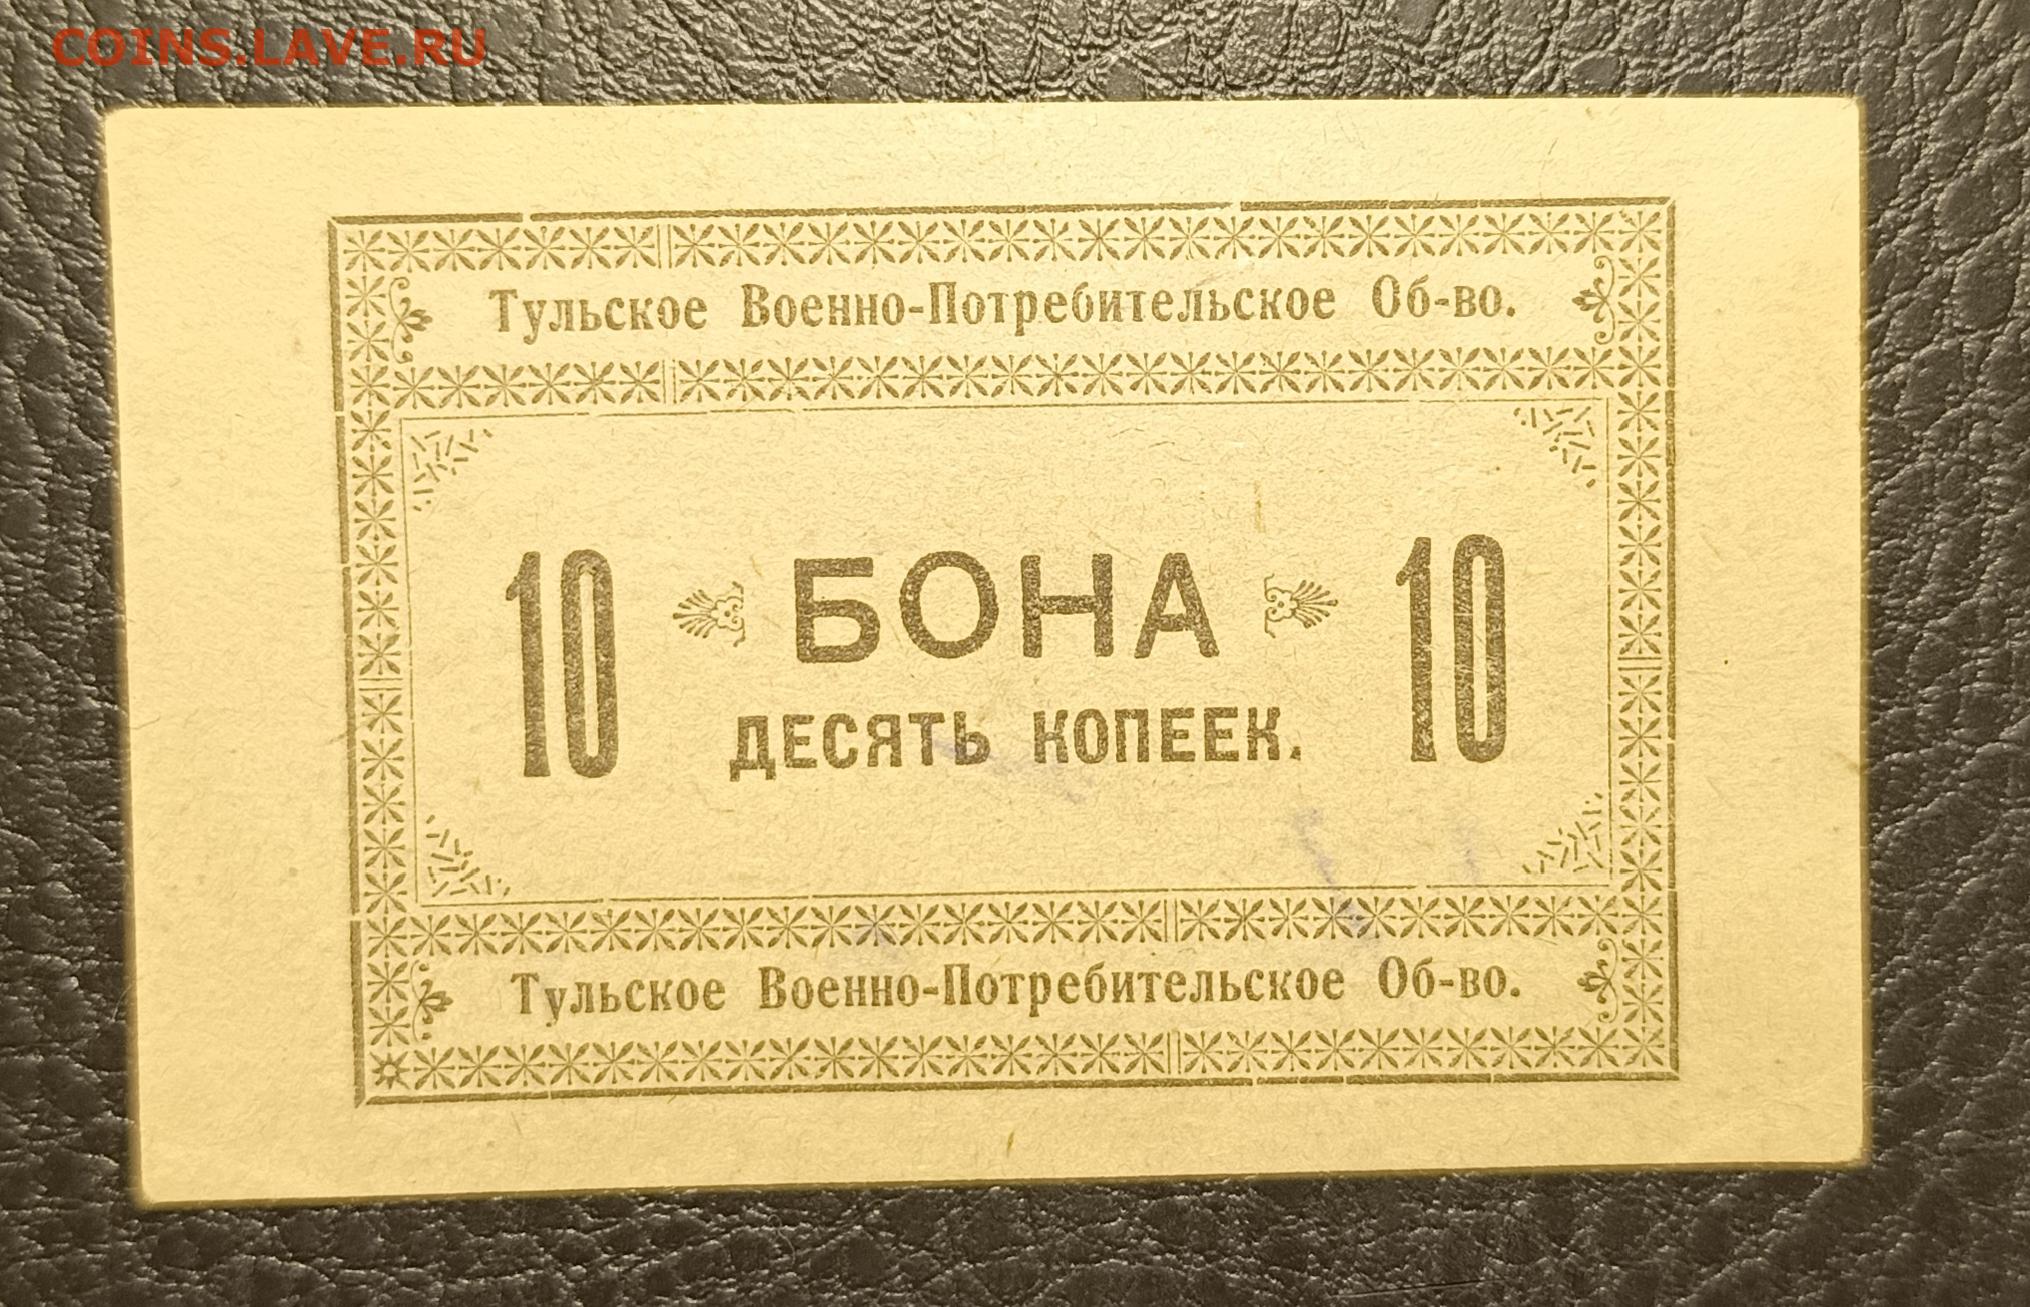 COINS.LAVE.RU
Тульское Военно-Потребительское Об-во.
10 БОНА 10
ДЕСЯТЬ КОПЕЕК.
Тульское Военно-Потребительское Об-во.